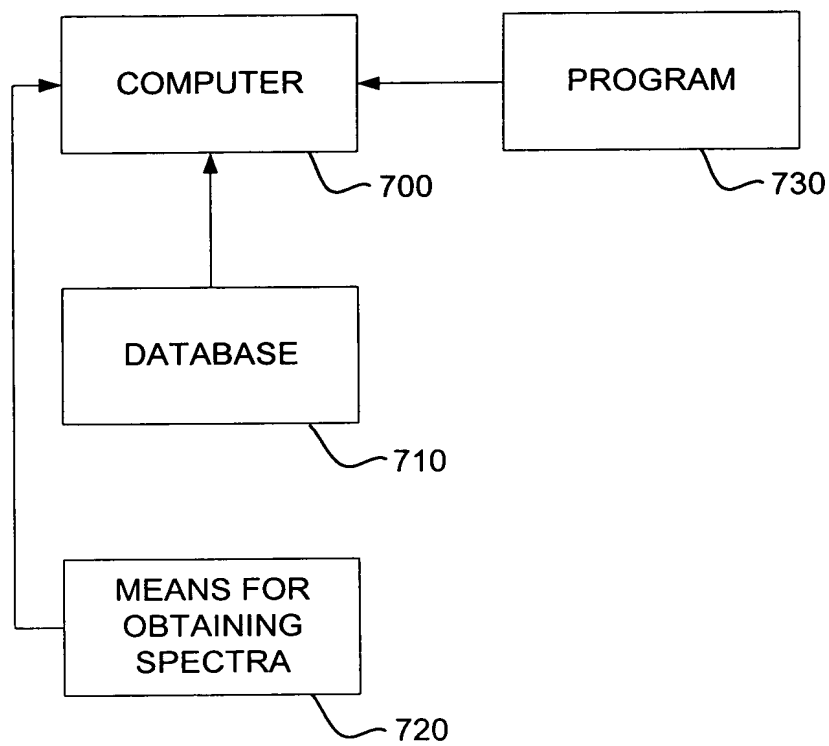 COMPUTER
PROGRAM
700
730
DATABASE
710
MEANS FOR
OBTAINING
SPECTRA
720